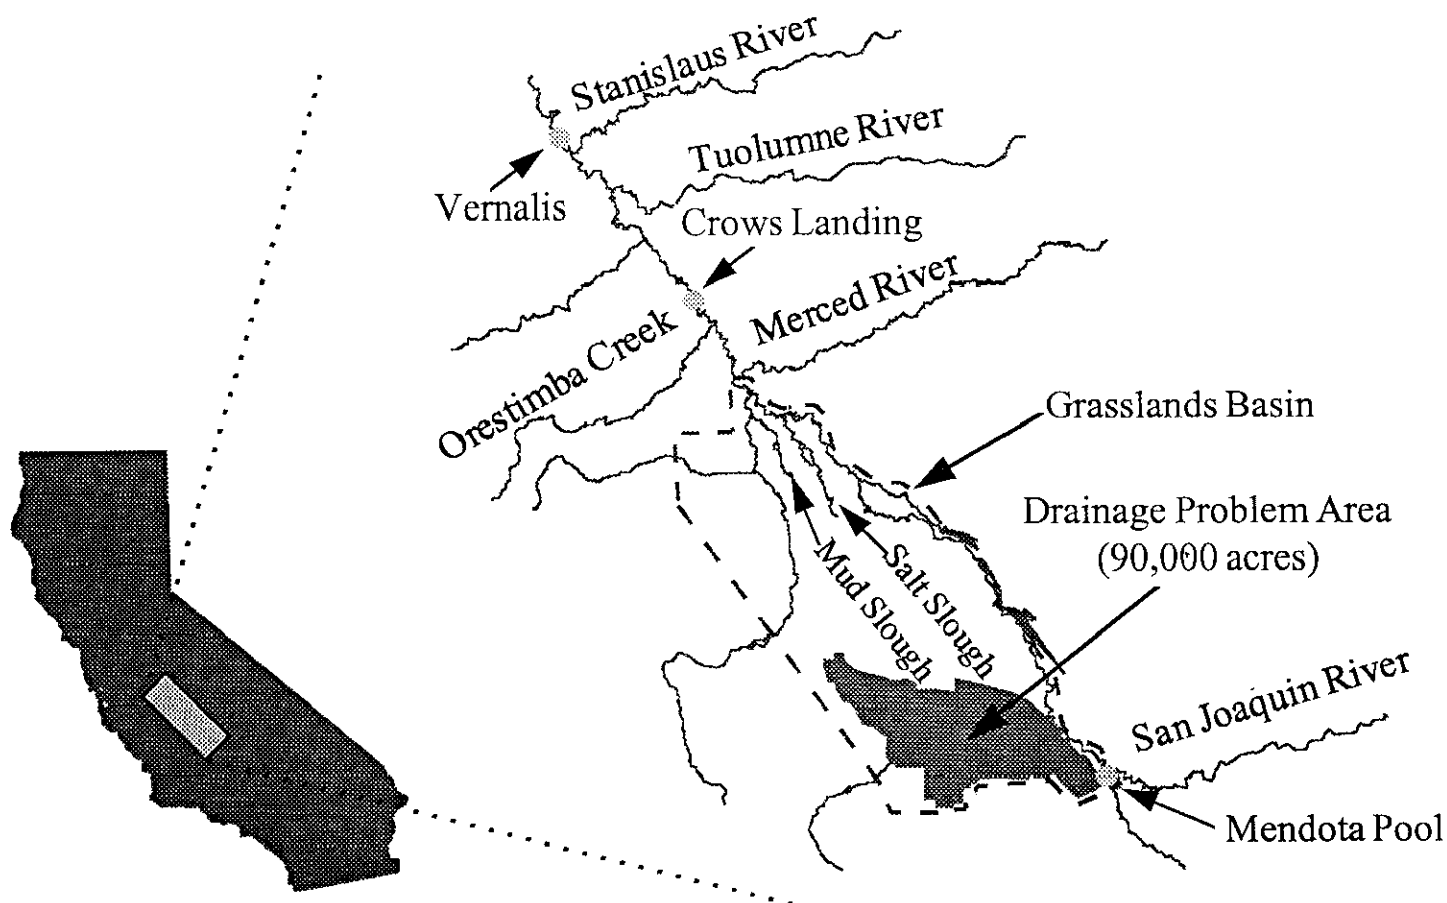 Stanislaus River
Tuolumne River
Vernalis
Crows Landing
Merced River
Orestimba Creek
Grasslands Basin
Drainage Problem Area
(90,000 acres)
Mud Slough
Salt Slough
San Joaquin River
Mendota Pool